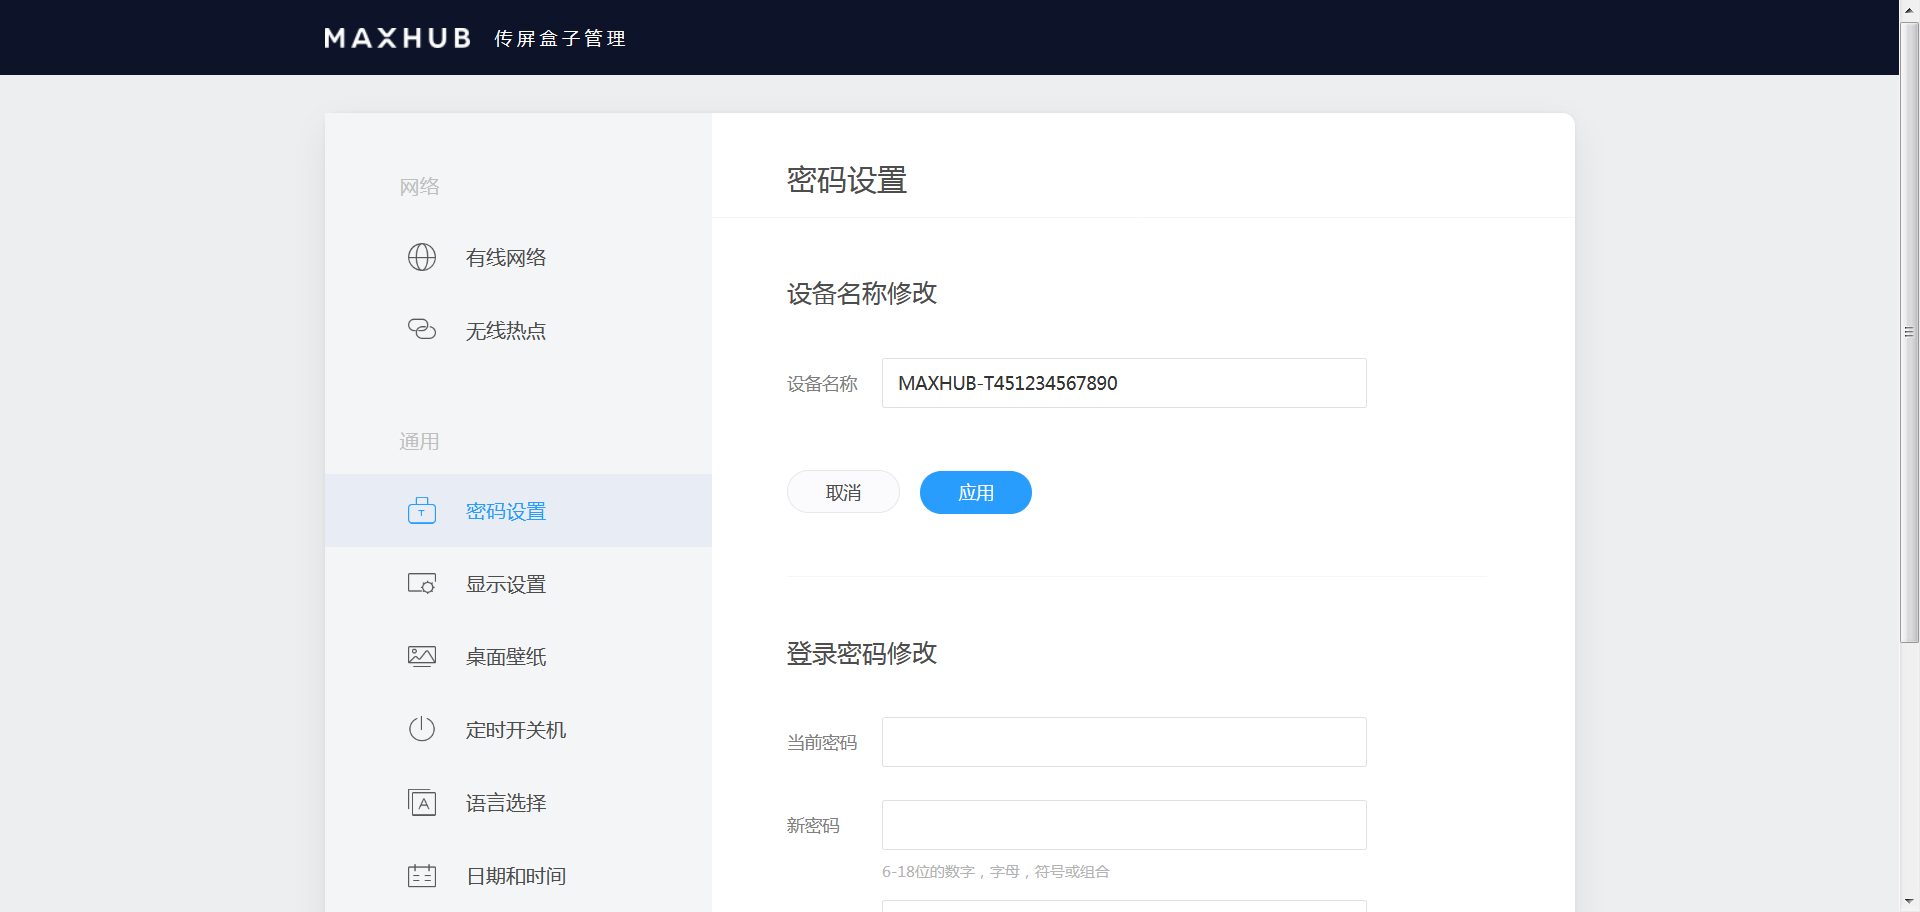 MAXHUB 传屏盒子管理
网络
有线网络
无线热点
通用
密码设置
显示设置
桌面壁纸
定时开关机
语言选择
日期和时间
密码设置
设备名称修改
设备名称 MAXHUB-T451234567890
取消 应用
登录密码修改
当前密码
新密码
6-18位的数字，字母，符号或组合